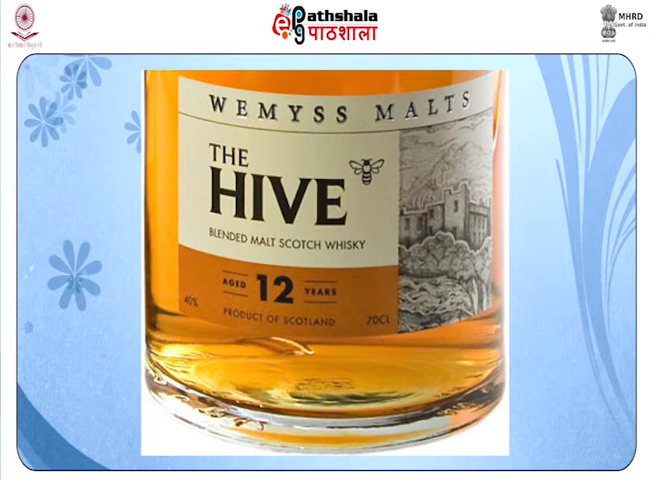 epgpathshala
पाठशाला
MHRD
Govt. of India
WEMYSS MALTS
THE
HIVE
BLENDED MALT SCOTCH WHISKY
AGED 12 YEARS
40%
PRODUCT OF SCOTLAND
70CL